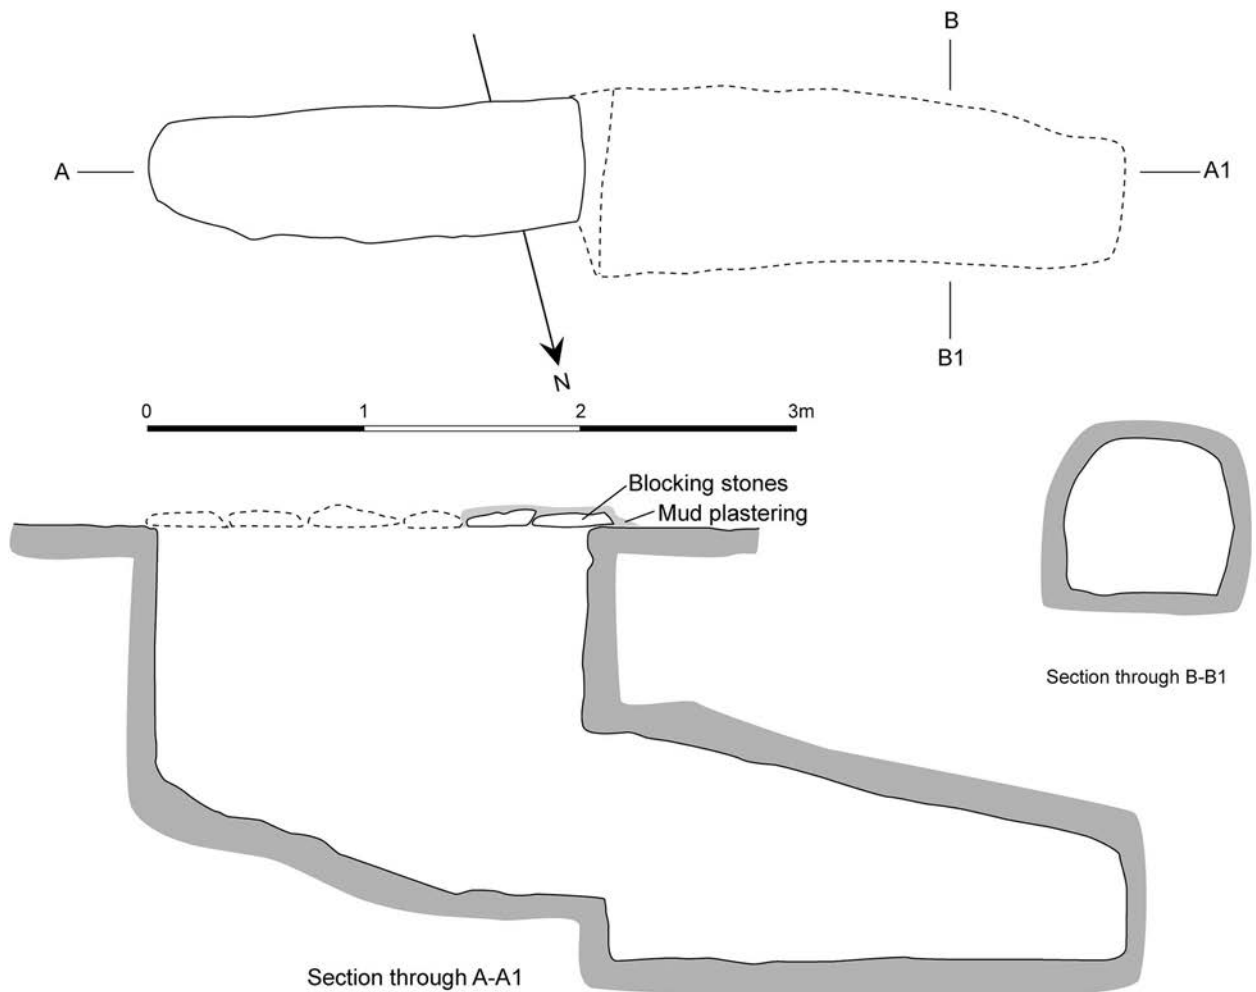 B
A
A1
B1
N
0 1 2 3m
Blocking stones
Mud plastering
Section through B-B1
Section through A-A1